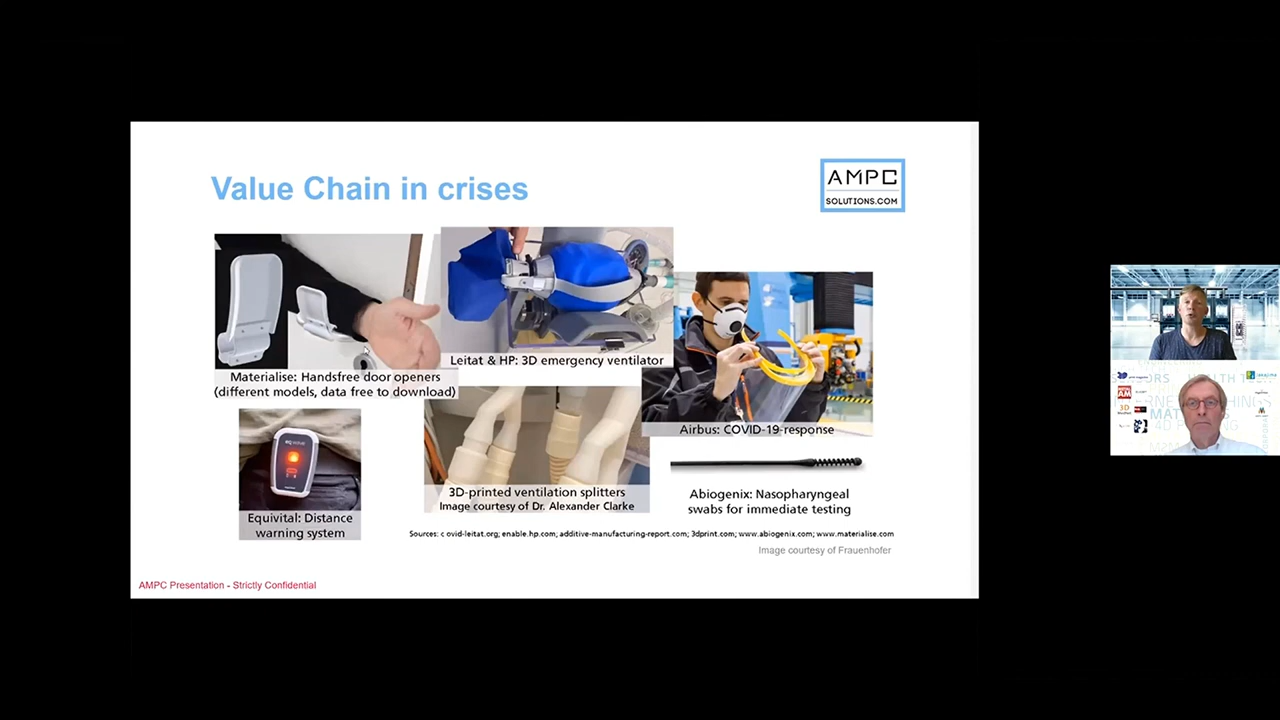 Value Chain in crises
AMPC
SOLUTIONS.COM
Leitat & HP: 3D emergency ventilator
Materialise: Handsfree door openers
(different models, data free to download)
Airbus: COVID-19-response
3D-printed ventilation splitters
Image courtesy of Dr. Alexander Clarke
Abiogenix: Nasopharyngeal
swabs for immediate testing
Equivital: Distance
warning system
Sources: c ovid-leitat.org; enable.hp.com; additive-manufacturing-report.com; 3dprint.com; www.abiogenix.com; www.materialise.com
Image courtesy of Frauenhofer
AMPC Presentation - Strictly Confidential
AM
3D